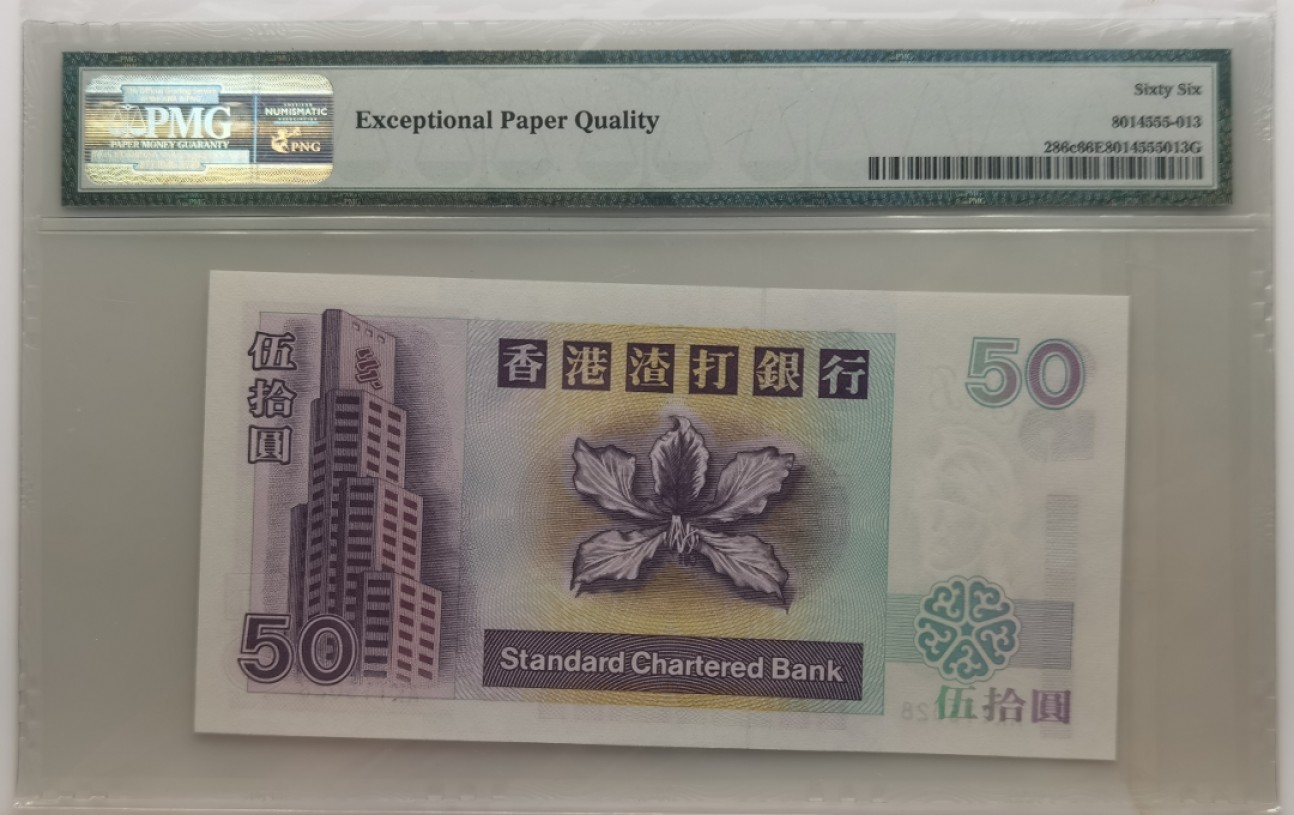 PMG
PAPER MONEY GUARANTY
NUMISMATIC
PNG
Exceptional Paper Quality
Sixty Six
8014555-013
286c66E8014555013G
伍拾圓
香港渣打銀行
50
50
Standard Chartered Bank
伍拾圓